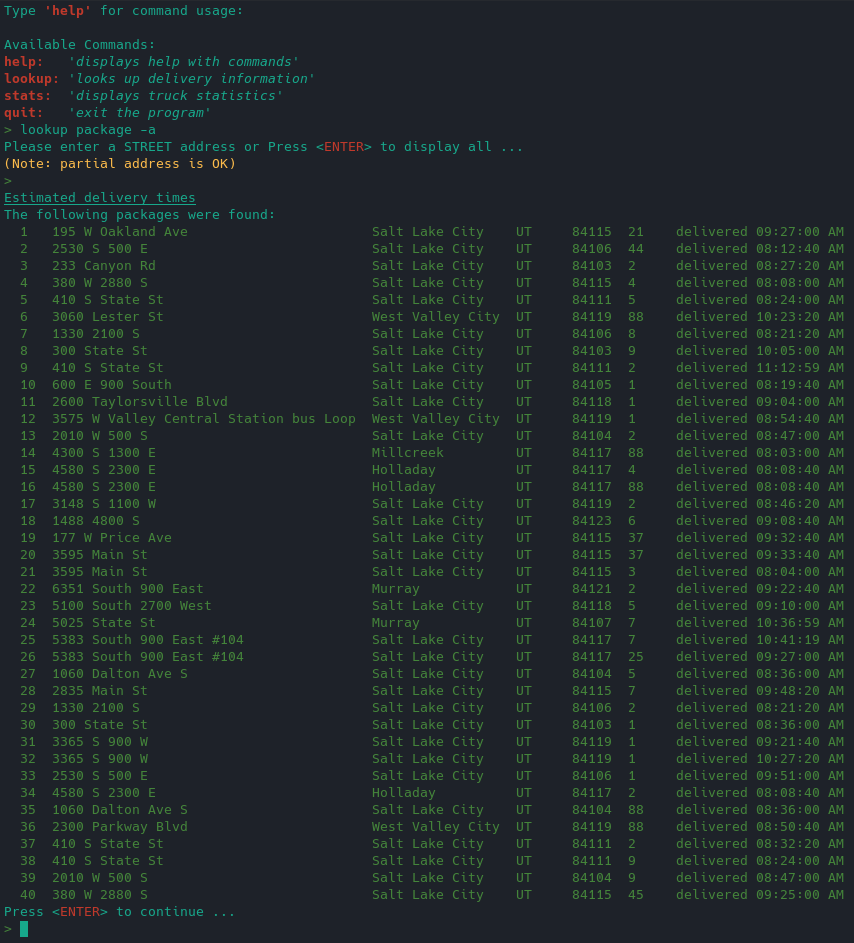 Type 'help' for command usage:
Available Commands:
help:   'displays help with commands'
lookup: 'looks up delivery information'
stats:  'displays truck statistics'
quit:   'exit the program'
> lookup package -a
Please enter a STREET address or Press <ENTER> to display all ...
(Note: partial address is OK)
>
Estimated delivery times
The following packages were found:
1 195 W Oakland Ave Salt Lake City UT 84115 21 delivered 09:27:00 AM
2 2530 S 500 E Salt Lake City UT 84106 44 delivered 08:12:40 AM
3 233 Canyon Rd Salt Lake City UT 84103 2 delivered 08:27:20 AM
4 380 W 2880 S Salt Lake City UT 84115 4 delivered 08:08:00 AM
5 410 S State St Salt Lake City UT 84111 5 delivered 08:24:00 AM
6 3060 Lester St West Valley City UT 84119 88 delivered 10:23:20 AM
7 1330 2100 S Salt Lake City UT 84106 8 delivered 08:21:20 AM
8 300 State St Salt Lake City UT 84103 9 delivered 10:05:00 AM
9 410 S State St Salt Lake City UT 84111 2 delivered 11:12:59 AM
10 600 E 900 South Salt Lake City UT 84105 1 delivered 08:19:40 AM
11 2600 Taylorsville Blvd Salt Lake City UT 84118 1 delivered 09:04:00 AM
12 3575 W Valley Central Station bus Loop West Valley City UT 84119 1 delivered 08:54:40 AM
13 2010 W 500 S Salt Lake City UT 84104 2 delivered 08:47:00 AM
14 4300 S 1300 E Millcreek UT 84117 88 delivered 08:03:00 AM
15 4580 S 2300 E Holladay UT 84117 4 delivered 08:08:40 AM
16 4580 S 2300 E Holladay UT 84117 88 delivered 08:08:40 AM
17 3148 S 1100 W Salt Lake City UT 84119 2 delivered 08:46:20 AM
18 1488 4800 S Salt Lake City UT 84123 6 delivered 09:08:40 AM
19 177 W Price Ave Salt Lake City UT 84115 37 delivered 09:32:40 AM
20 3595 Main St Salt Lake City UT 84115 37 delivered 09:33:40 AM
21 3595 Main St Salt Lake City UT 84115 3 delivered 08:04:00 AM
22 6351 South 900 East Murray UT 84121 2 delivered 09:22:40 AM
23 5100 South 2700 West Salt Lake City UT 84118 5 delivered 09:10:00 AM
24 5025 State St Murray UT 84107 7 delivered 10:36:59 AM
25 5383 South 900 East #104 Salt Lake City UT 84117 7 delivered 10:41:19 AM
26 5383 South 900 East #104 Salt Lake City UT 84117 25 delivered 09:27:00 AM
27 1060 Dalton Ave S Salt Lake City UT 84104 5 delivered 08:36:00 AM
28 2835 Main St Salt Lake City UT 84115 7 delivered 09:48:20 AM
29 1330 2100 S Salt Lake City UT 84106 2 delivered 08:21:20 AM
30 300 State St Salt Lake City UT 84103 1 delivered 08:36:00 AM
31 3365 S 900 W Salt Lake City UT 84119 1 delivered 09:21:40 AM
32 3365 S 900 W Salt Lake City UT 84119 1 delivered 10:27:20 AM
33 2530 S 500 E Salt Lake City UT 84106 1 delivered 09:51:00 AM
34 4580 S 2300 E Holladay UT 84117 2 delivered 08:08:40 AM
35 1060 Dalton Ave S Salt Lake City UT 84104 88 delivered 08:36:00 AM
36 2300 Parkway Blvd West Valley City UT 84119 88 delivered 08:50:40 AM
37 410 S State St Salt Lake City UT 84111 2 delivered 08:32:20 AM
38 410 S State St Salt Lake City UT 84111 9 delivered 08:24:00 AM
39 2010 W 500 S Salt Lake City UT 84104 9 delivered 08:47:00 AM
40 380 W 2880 S Salt Lake City UT 84115 45 delivered 09:25:00 AM
Press <ENTER> to continue ...
>